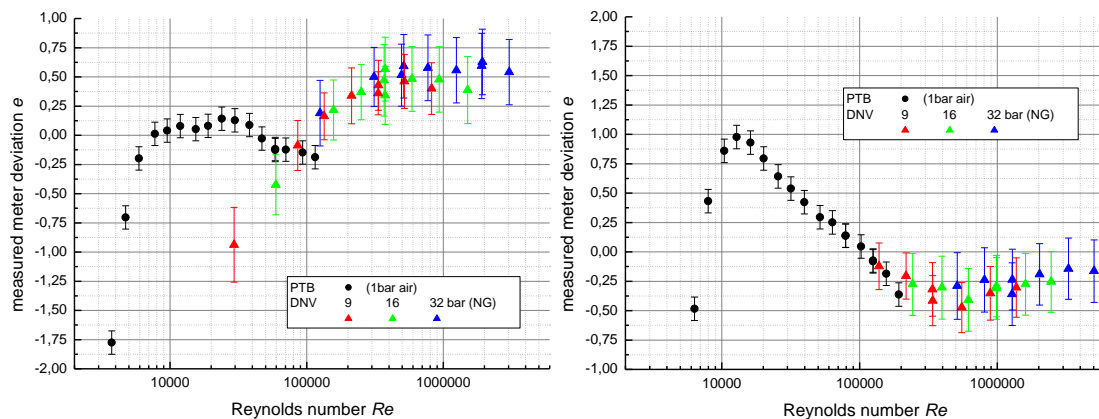 measured meter deviation e
1,00
0,75
0,50
0,25
0,00
-0,25
-0,50
-0,75
-1,00
-1,25
-1,50
-1,75
-2,00
PTB (1bar air)
DNV 9 16 32 bar (NG)
10000 100000 1000000
Reynolds number Re
measured meter deviation e
2,00
1,75
1,50
1,25
1,00
0,75
0,50
0,25
0,00
-0,25
-0,50
-0,75
-1,00
PTB (1bar air)
DNV 9 16 32 bar (NG)
10000 100000 1000000
Reynolds number Re